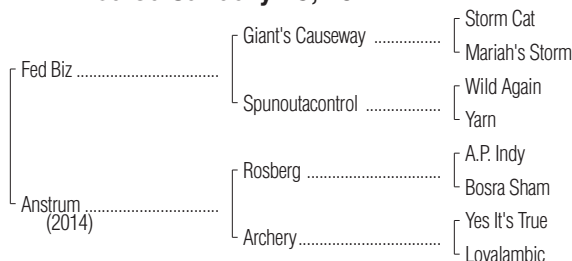 Storm Cat
Giant's Causeway ..................
Mariah's Storm
Fed Biz ................................
Wild Again
Spunoutacontrol ..................
Yarn
A.P. Indy
Rosberg ................................
Bosra Sham
Anstrum ..............................
(2014)
Yes It's True
Archery .................................
Lovalambic